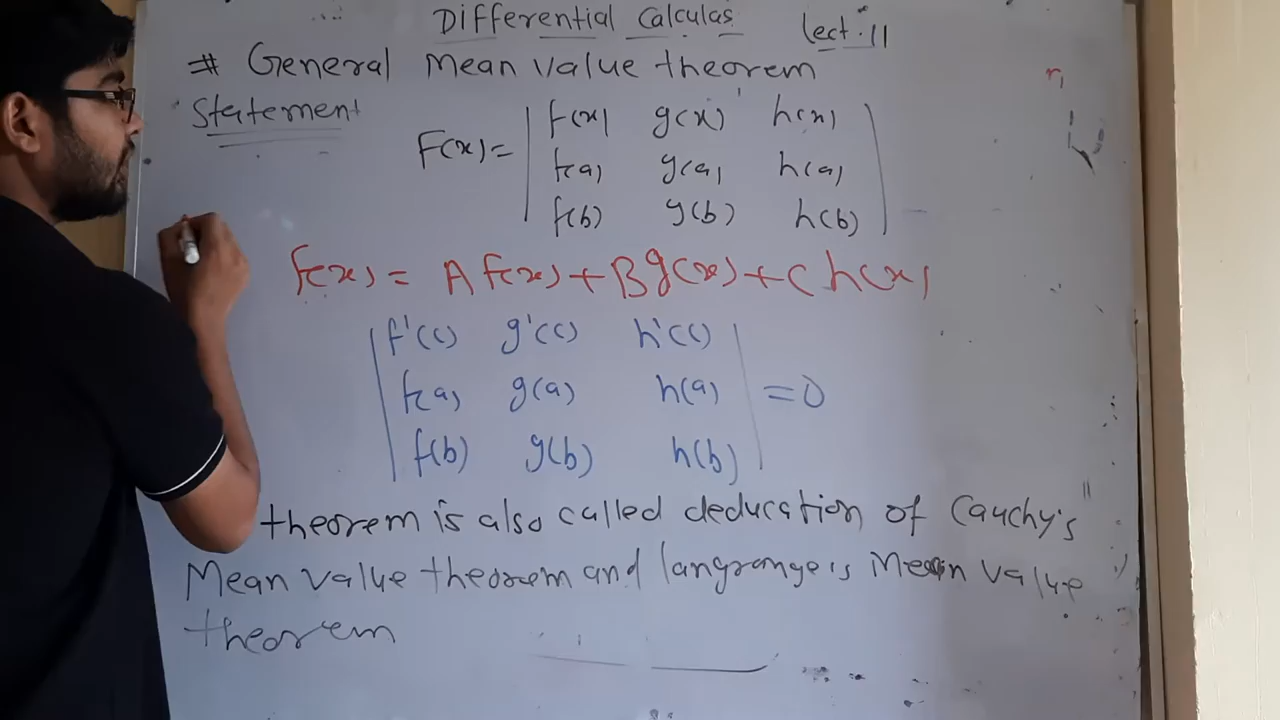 Differential Calculas
Lect. 11
# General Mean value theorem
Statement
F(x) = | f(x) g(x) h(x) |
| f(a) g(a) h(a) |
| f(b) g(b) h(b) |
F(x) = A f(x) + B g(x) + C h(x)
| f'(c) g'(c) h'(c) |
| f(a) g(a) h(a) | = 0
| f(b) g(b) h(b) |
theorem is also called deducation of Cauchy's
Mean value theorem and langrange's Mean value
theorem